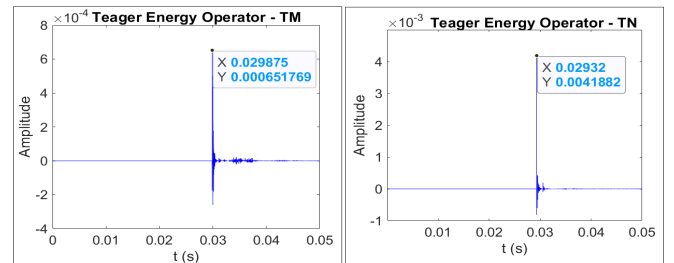 ×10⁻⁴ Teager Energy Operator - TM
8
6
4
2
0
-2
-4
Amplitude
X 0.029875
Y 0.000651769
0 0.01 0.02 0.03 0.04 0.05
t (s)
×10⁻³ Teager Energy Operator - TN
4
3
2
1
0
-1
Amplitude
X 0.02932
Y 0.0041882
0.01 0.02 0.03 0.04 0.05
t (s)